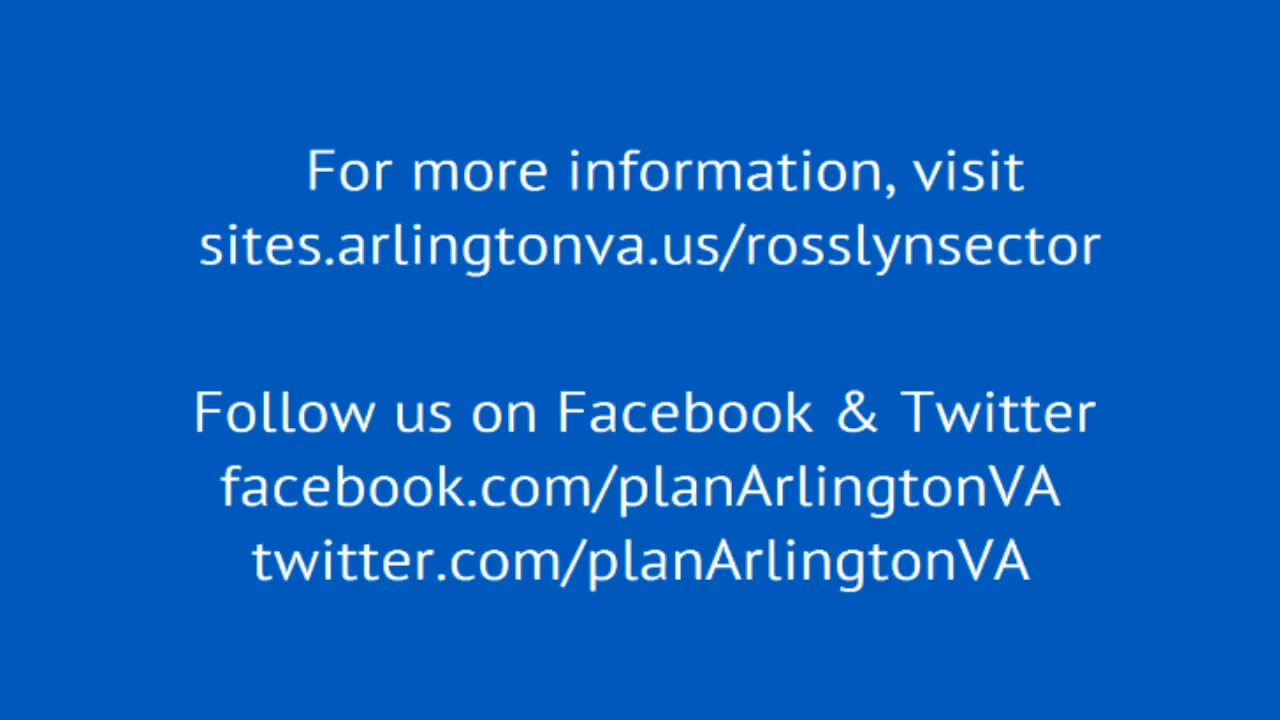 For more information, visit
sites.arlingtonva.us/rosslynsector
Follow us on Facebook & Twitter
facebook.com/planArlingtonVA
twitter.com/planArlingtonVA